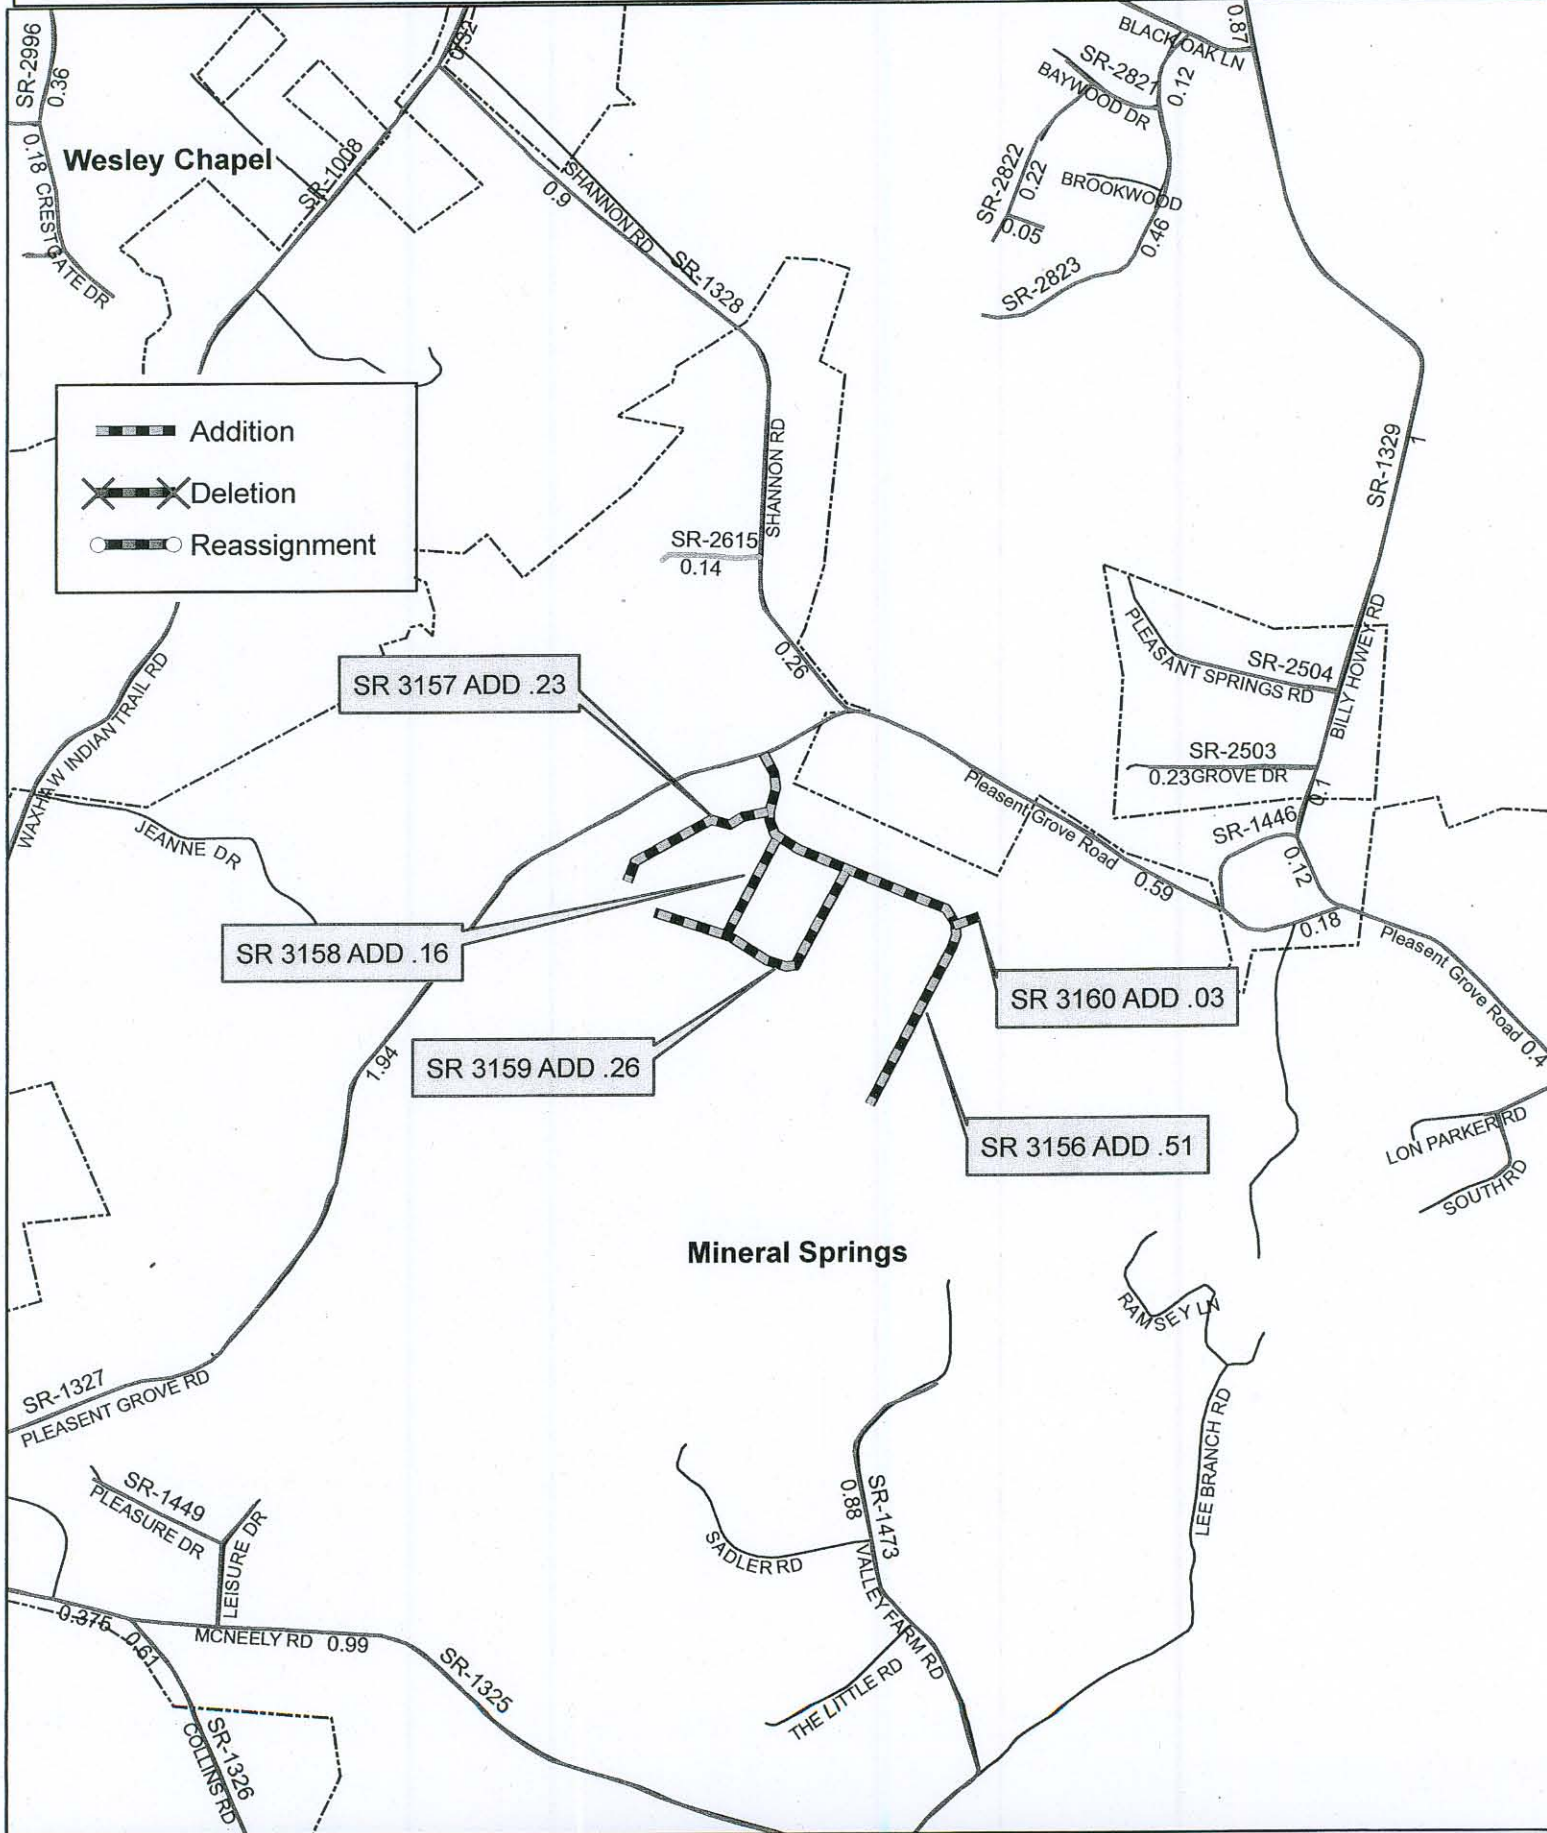 SR-2996
0.36
0.32
0.87
BLACK OAK LN
SR-2821
0.12
BAYWOOD DR
0.18
CRESTGATE DR
Wesley Chapel
SR-1008
SHANNON RD
0.9
SR-1328
SR-2822
0.22
0.05
BROOKWOOD
0.46
SR-2823
Addition
Deletion
Reassignment
SHANNON RD
SR-2615
0.14
0.26
SR-1329
1
PLEASANT SPRINGS RD
SR-2504
BILLY HOWEY RD
SR-2503
0.23 GROVE DR
0.1
SR 3157 ADD .23
WAXHAW INDIAN TRAIL RD
JEANNE DR
Pleasent Grove Road
0.59
SR-1446
0.12
0.18
Pleasent Grove Road 0.4
SR 3158 ADD .16
SR 3160 ADD .03
SR 3159 ADD .26
1.94
SR 3156 ADD .51
LON PARKER RD
SOUTH RD
Mineral Springs
RAMSEY LN
SR-1327
PLEASENT GROVE RD
LEE BRANCH RD
SR-1449
PLEASURE DR
LEISURE DR
0.88
SR-1473
SADLER RD
VALLEY FARM RD
0.375
0.61
MCNEELY RD 0.99
SR-1325
THE LITTLE RD
SR-1326
COLLINS RD